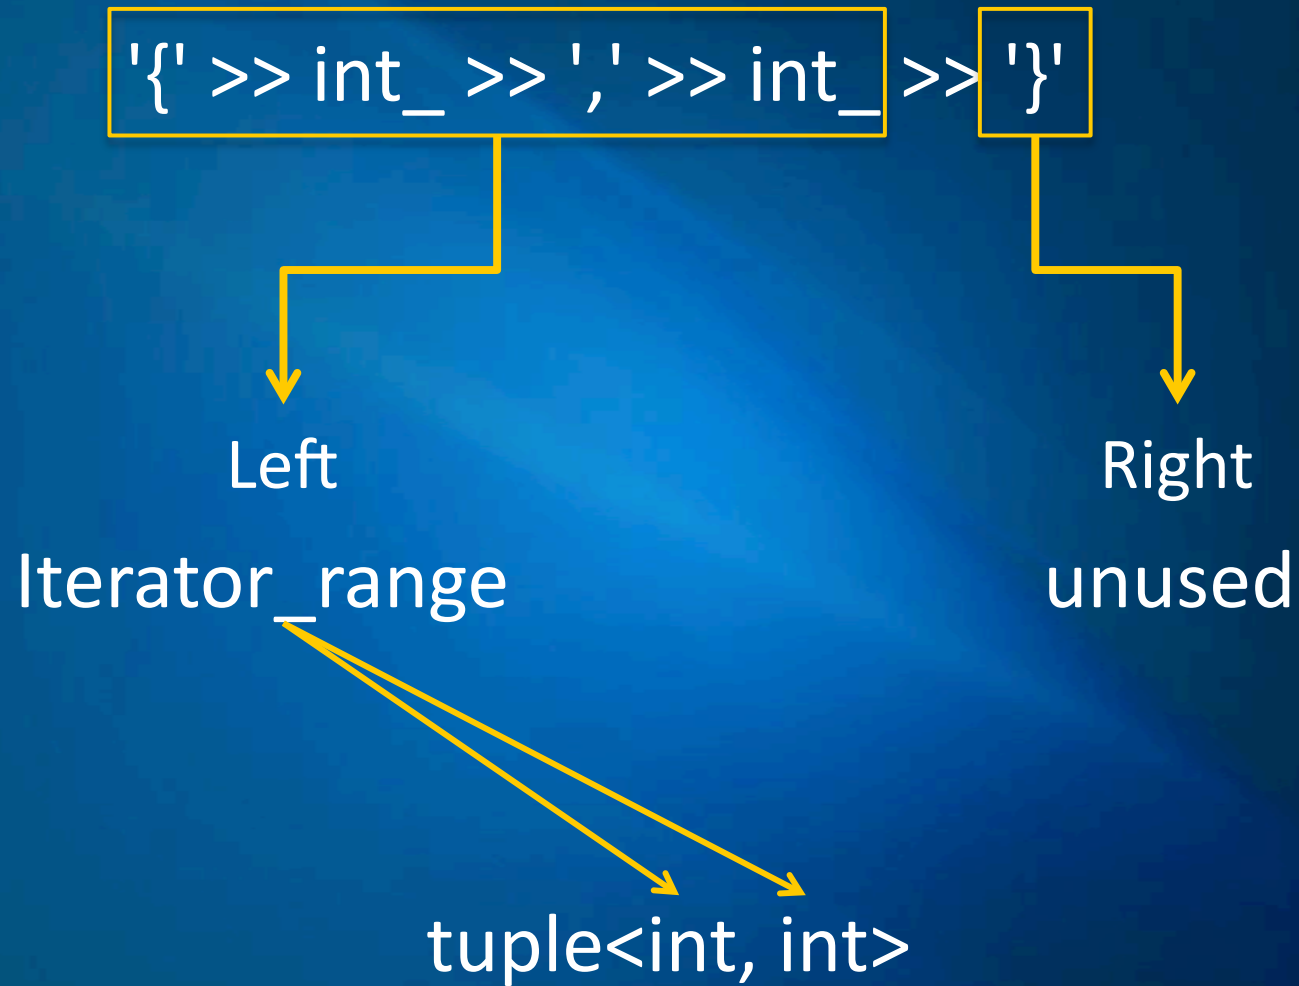 '{' >> int_ >> ',' >> int_ >> '}'
Left Right
Iterator_range unused
tuple<int, int>